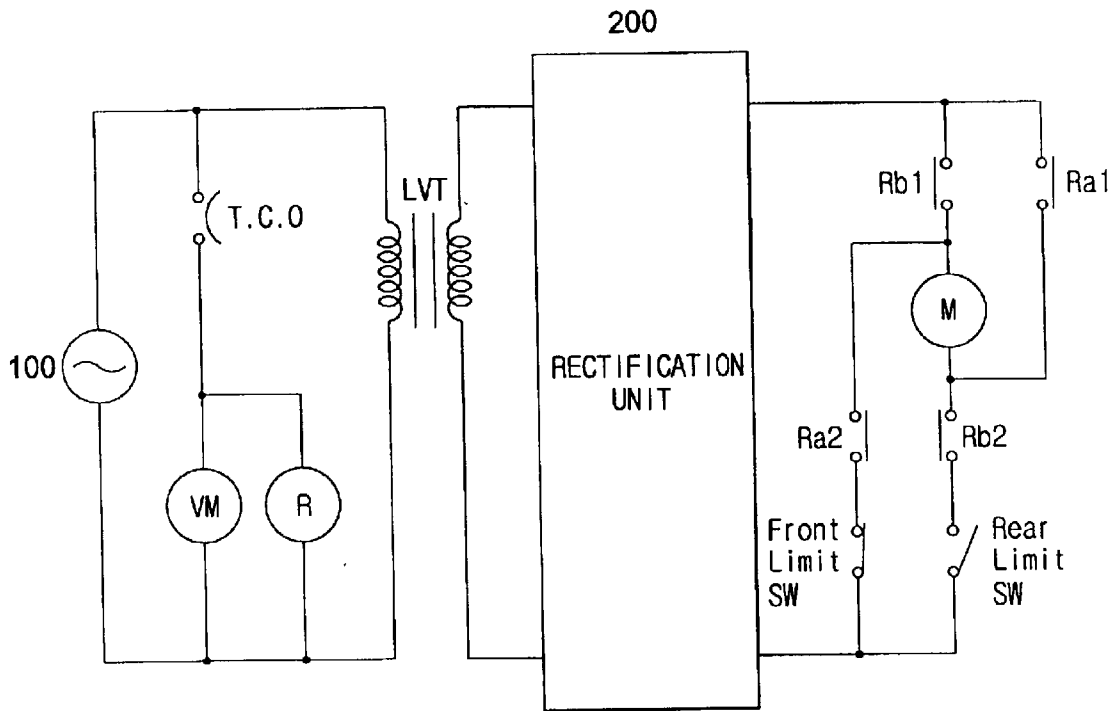 200
Rb1
Ra1
LVT
T.C.O
M
100
RECTIFICATION
UNIT
Ra2
Rb2
VM
R
Front
Limit
SW
Rear
Limit
SW